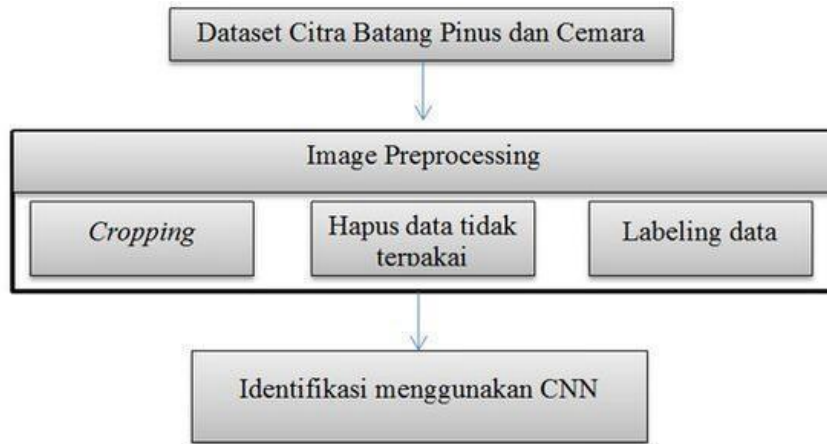 Dataset Citra Batang Pinus dan Cemara
Image Preprocessing
Cropping
Hapus data tidak
terpakai
Labeling data
Identifikasi menggunakan CNN